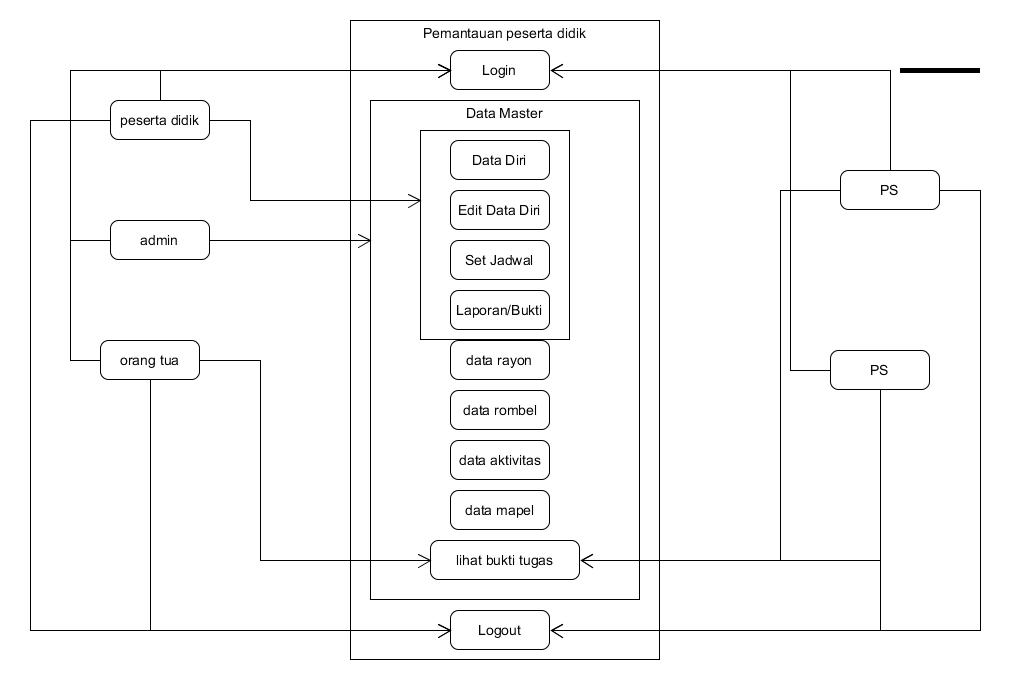 Pemantauan peserta didik
Login
Data Master
peserta didik
Data Diri
PS
Edit Data Diri
admin
Set Jadwal
Laporan/Bukti
orang tua
data rayon
PS
data rombel
data aktivitas
data mapel
lihat bukti tugas
Logout